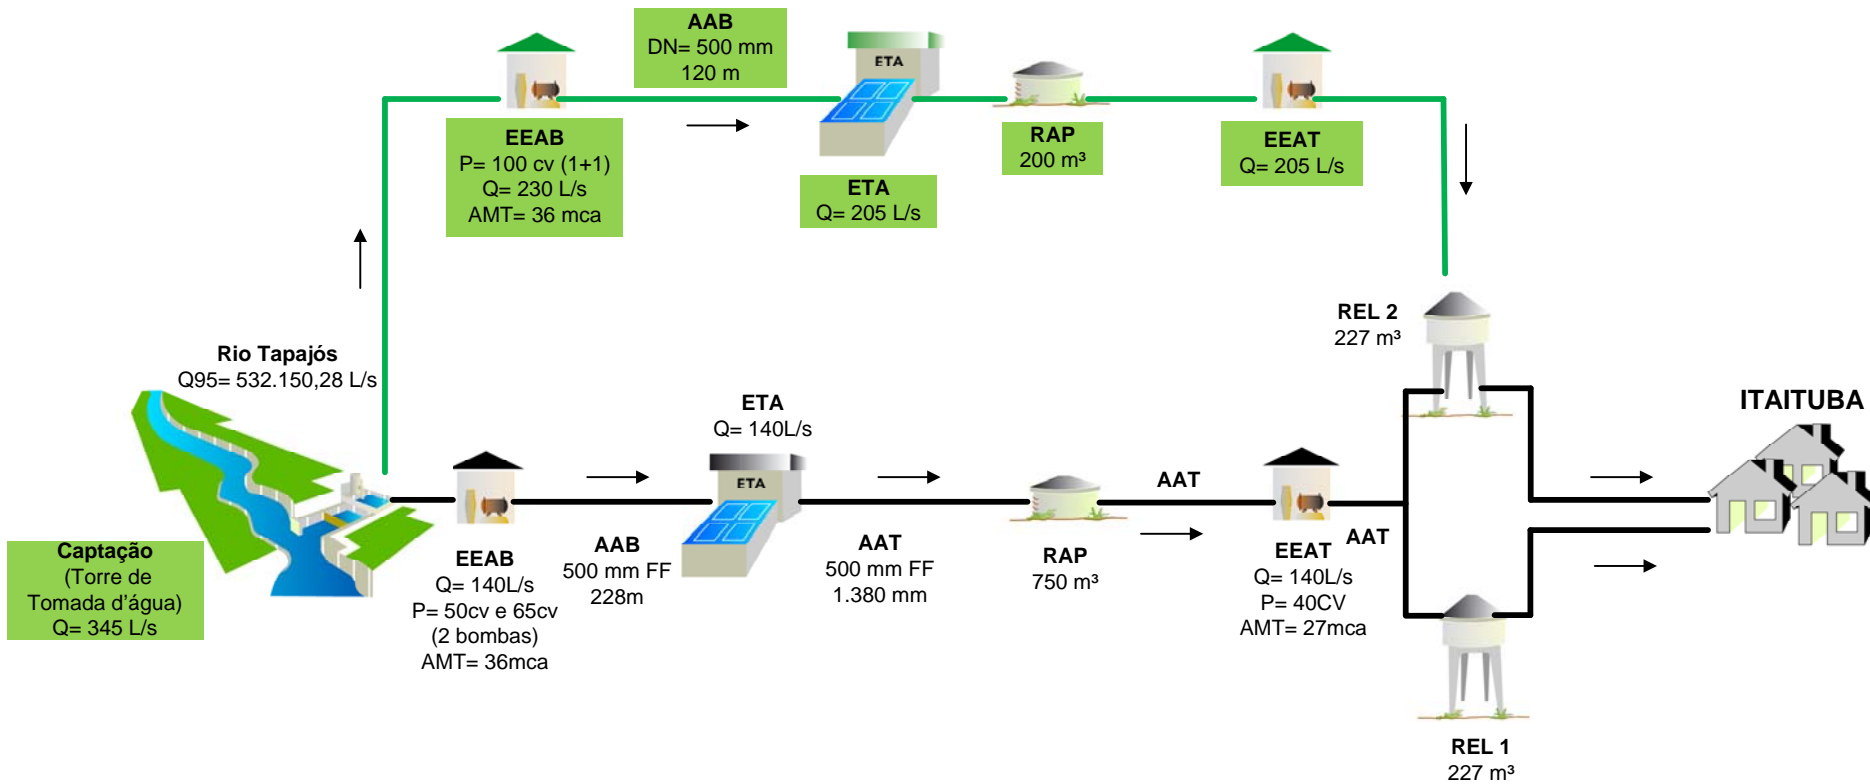 AAB
DN= 500 mm
120 m
ETA
EEAB
P= 100 cv (1+1)
Q= 230 L/s
AMT= 36 mca
ETA
Q= 205 L/s
RAP
200 m³
EEAT
Q= 205 L/s
Rio Tapajós
Q95= 532.150,28 L/s
REL 2
227 m³
ITAITUBA
ETA
Q= 140L/s
ETA
Captação
(Torre de
Tomada d’água)
Q= 345 L/s
EEAB
Q= 140L/s
P= 50cv e 65cv
(2 bombas)
AMT= 36mca
AAB
500 mm FF
228m
AAT
500 mm FF
1.380 mm
RAP
750 m³
AAT
EEAT
Q= 140L/s
P= 40CV
AMT= 27mca
AAT
REL 1
227 m³